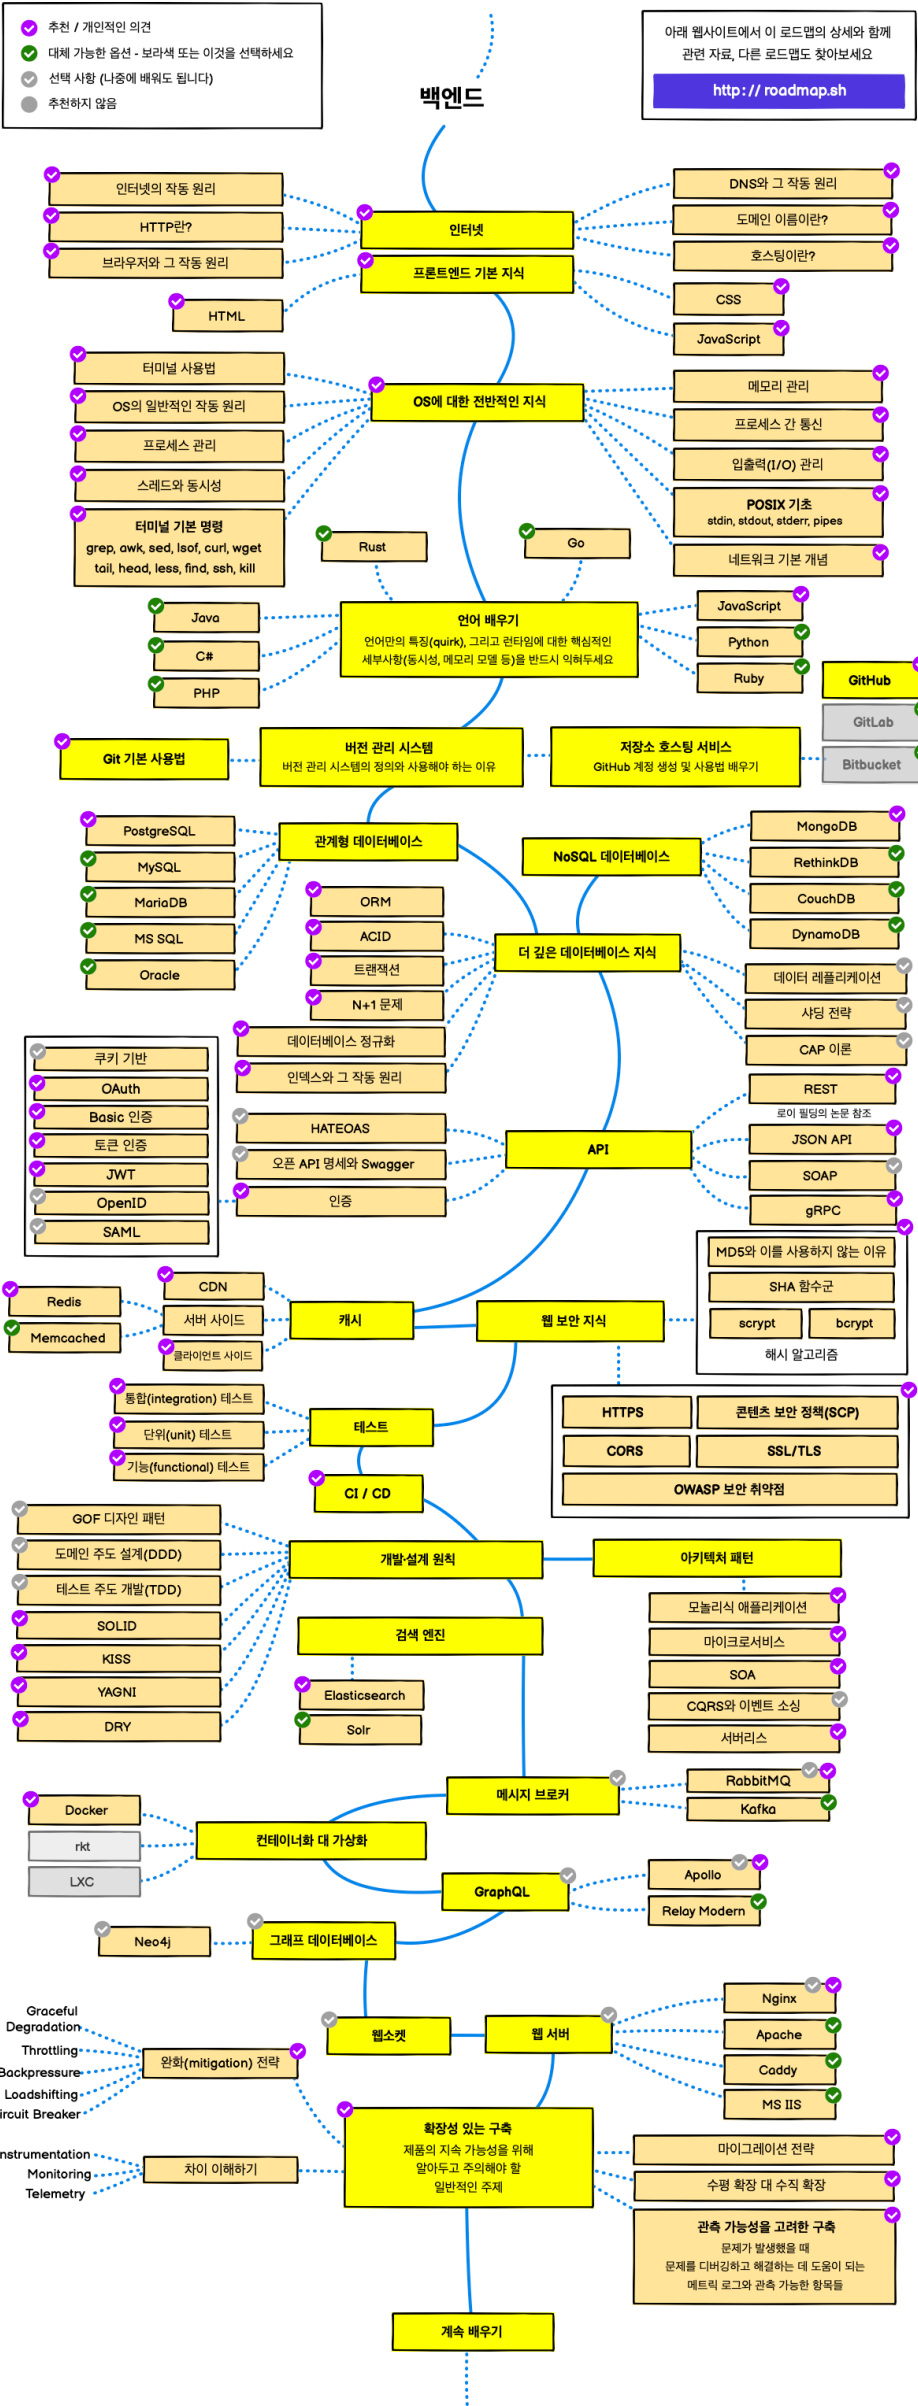 추천 / 개인적인 의견
대체 가능한 옵션 - 보라색 또는 이것을 선택하세요
선택 사항 (나중에 배워도 됩니다)
추천하지 않음
아래 웹사이트에서 이 로드맵의 상세와 함께
관련 자료, 다른 로드맵도 찾아보세요
http://roadmap.sh
백엔드
인터넷의 작동 원리
HTTP란?
브라우저와 그 작동 원리
인터넷
DNS와 그 작동 원리
도메인 이름이란?
호스팅이란?
프론트엔드 기본 지식
HTML
CSS
JavaScript
터미널 사용법
OS의 일반적인 작동 원리
프로세스 관리
스레드와 동시성
터미널 기본 명령
grep, awk, sed, lsof, curl, wget
tail, head, less, find, ssh, kill
OS에 대한 전반적인 지식
메모리 관리
프로세스 간 통신
입출력(I/O) 관리
POSIX 기초
stdin, stdout, stderr, pipes
네트워크 기본 개념
Rust
Go
Java
C#
PHP
언어 배우기
언어만의 특징(quirk), 그리고 런타임에 대한 핵심적인
세부사항(동시성, 메모리 모델 등)을 반드시 익혀두세요
JavaScript
Python
Ruby
GitHub
GitLab
Bitbucket
Git 기본 사용법
버전 관리 시스템
버전 관리 시스템의 정의와 사용해야 하는 이유
저장소 호스팅 서비스
GitHub 계정 생성 및 사용법 배우기
PostgreSQL
MySQL
MariaDB
MS SQL
Oracle
관계형 데이터베이스
NoSQL 데이터베이스
MongoDB
RethinkDB
CouchDB
DynamoDB
ORM
ACID
트랜잭션
N+1 문제
데이터베이스 정규화
인덱스와 그 작동 원리
더 깊은 데이터베이스 지식
데이터 레플리케이션
샤딩 전략
CAP 이론
쿠키 기반
OAuth
Basic 인증
토큰 인증
JWT
OpenID
SAML
HATEOAS
오픈 API 명세와 Swagger
인증
API
REST
로이 필딩의 논문 참조
JSON API
SOAP
gRPC
Redis
Memcached
CDN
서버 사이드
클라이언트 사이드
캐시
웹 보안 지식
MD5와 이를 사용하지 않는 이유
SHA 함수군
scrypt
bcrypt
해시 알고리즘
HTTPS
콘텐츠 보안 정책(SCP)
CORS
SSL/TLS
OWASP 보안 취약점
통합(integration) 테스트
단위(unit) 테스트
기능(functional) 테스트
테스트
CI / CD
GOF 디자인 패턴
도메인 주도 설계(DDD)
테스트 주도 개발(TDD)
SOLID
KISS
YAGNI
DRY
개발·설계 원칙
아키텍처 패턴
모놀리식 애플리케이션
마이크로서비스
SOA
CQRS와 이벤트 소싱
서버리스
검색 엔진
Elasticsearch
Solr
메시지 브로커
RabbitMQ
Kafka
Docker
rkt
LXC
컨테이너화 대 가상화
GraphQL
Apollo
Relay Modern
Neo4j
그래프 데이터베이스
웹소켓
웹 서버
Nginx
Apache
Caddy
MS IIS
Graceful
Degradation
Throttling
Backpressure
Loadshifting
ircuit Breaker
완화(mitigation) 전략
nstrumentation
Monitoring
Telemetry
차이 이해하기
확장성 있는 구축
제품의 지속 가능성을 위해
알아두고 주의해야 할
일반적인 주제
마이그레이션 전략
수평 확장 대 수직 확장
관측 가능성을 고려한 구축
문제가 발생했을 때
문제를 디버깅하고 해결하는 데 도움이 되는
메트릭 로그와 관측 가능한 항목들
계속 배우기